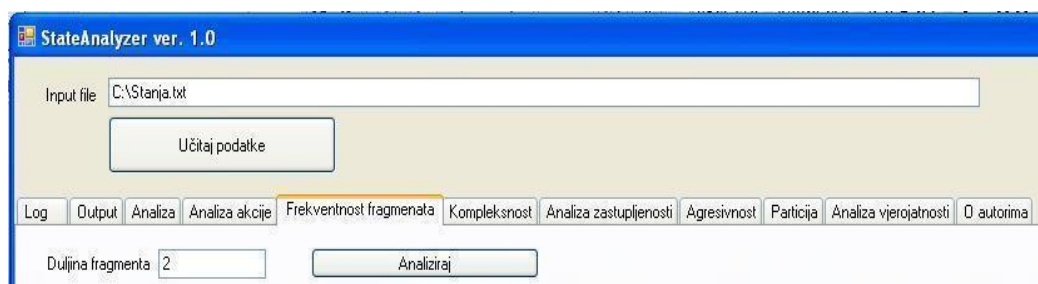 StateAnalyzer ver. 1.0
Input file C:\Stanja.txt
Učitaj podatke
Log Output Analiza Analiza akcije Frekventnost fragmenata Kompleksnost Analiza zastupljenosti Agresivnost Particija Analiza vjerojatnosti O autorima
Duljina fragmenta 2 Analiziraj